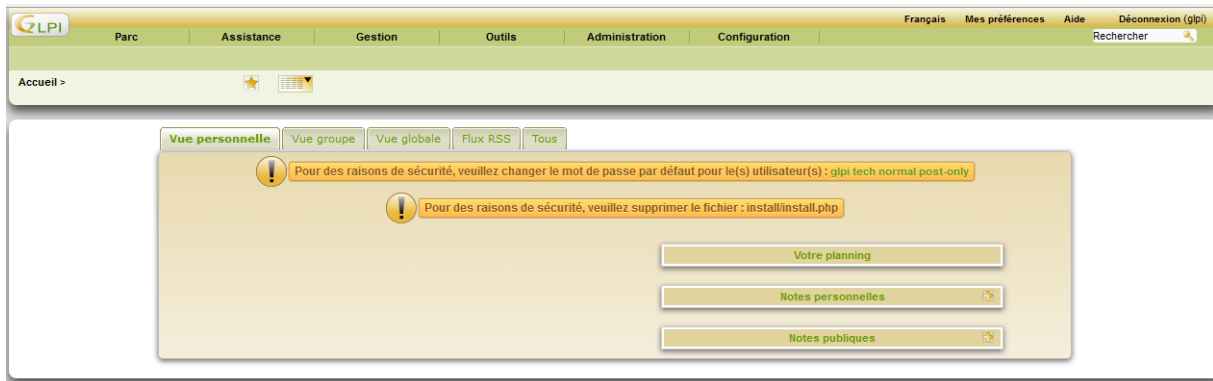 GLPI
Français Mes préférences Aide Déconnexion (glpi)
Parc Assistance Gestion Outils Administration Configuration Rechercher
Accueil >
Vue personnelle Vue groupe Vue globale Flux RSS Tous
Pour des raisons de sécurité, veuillez changer le mot de passe par défaut pour le(s) utilisateur(s) : glpi tech normal post-only
Pour des raisons de sécurité, veuillez supprimer le fichier : install/install.php
Votre planning
Notes personnelles
Notes publiques